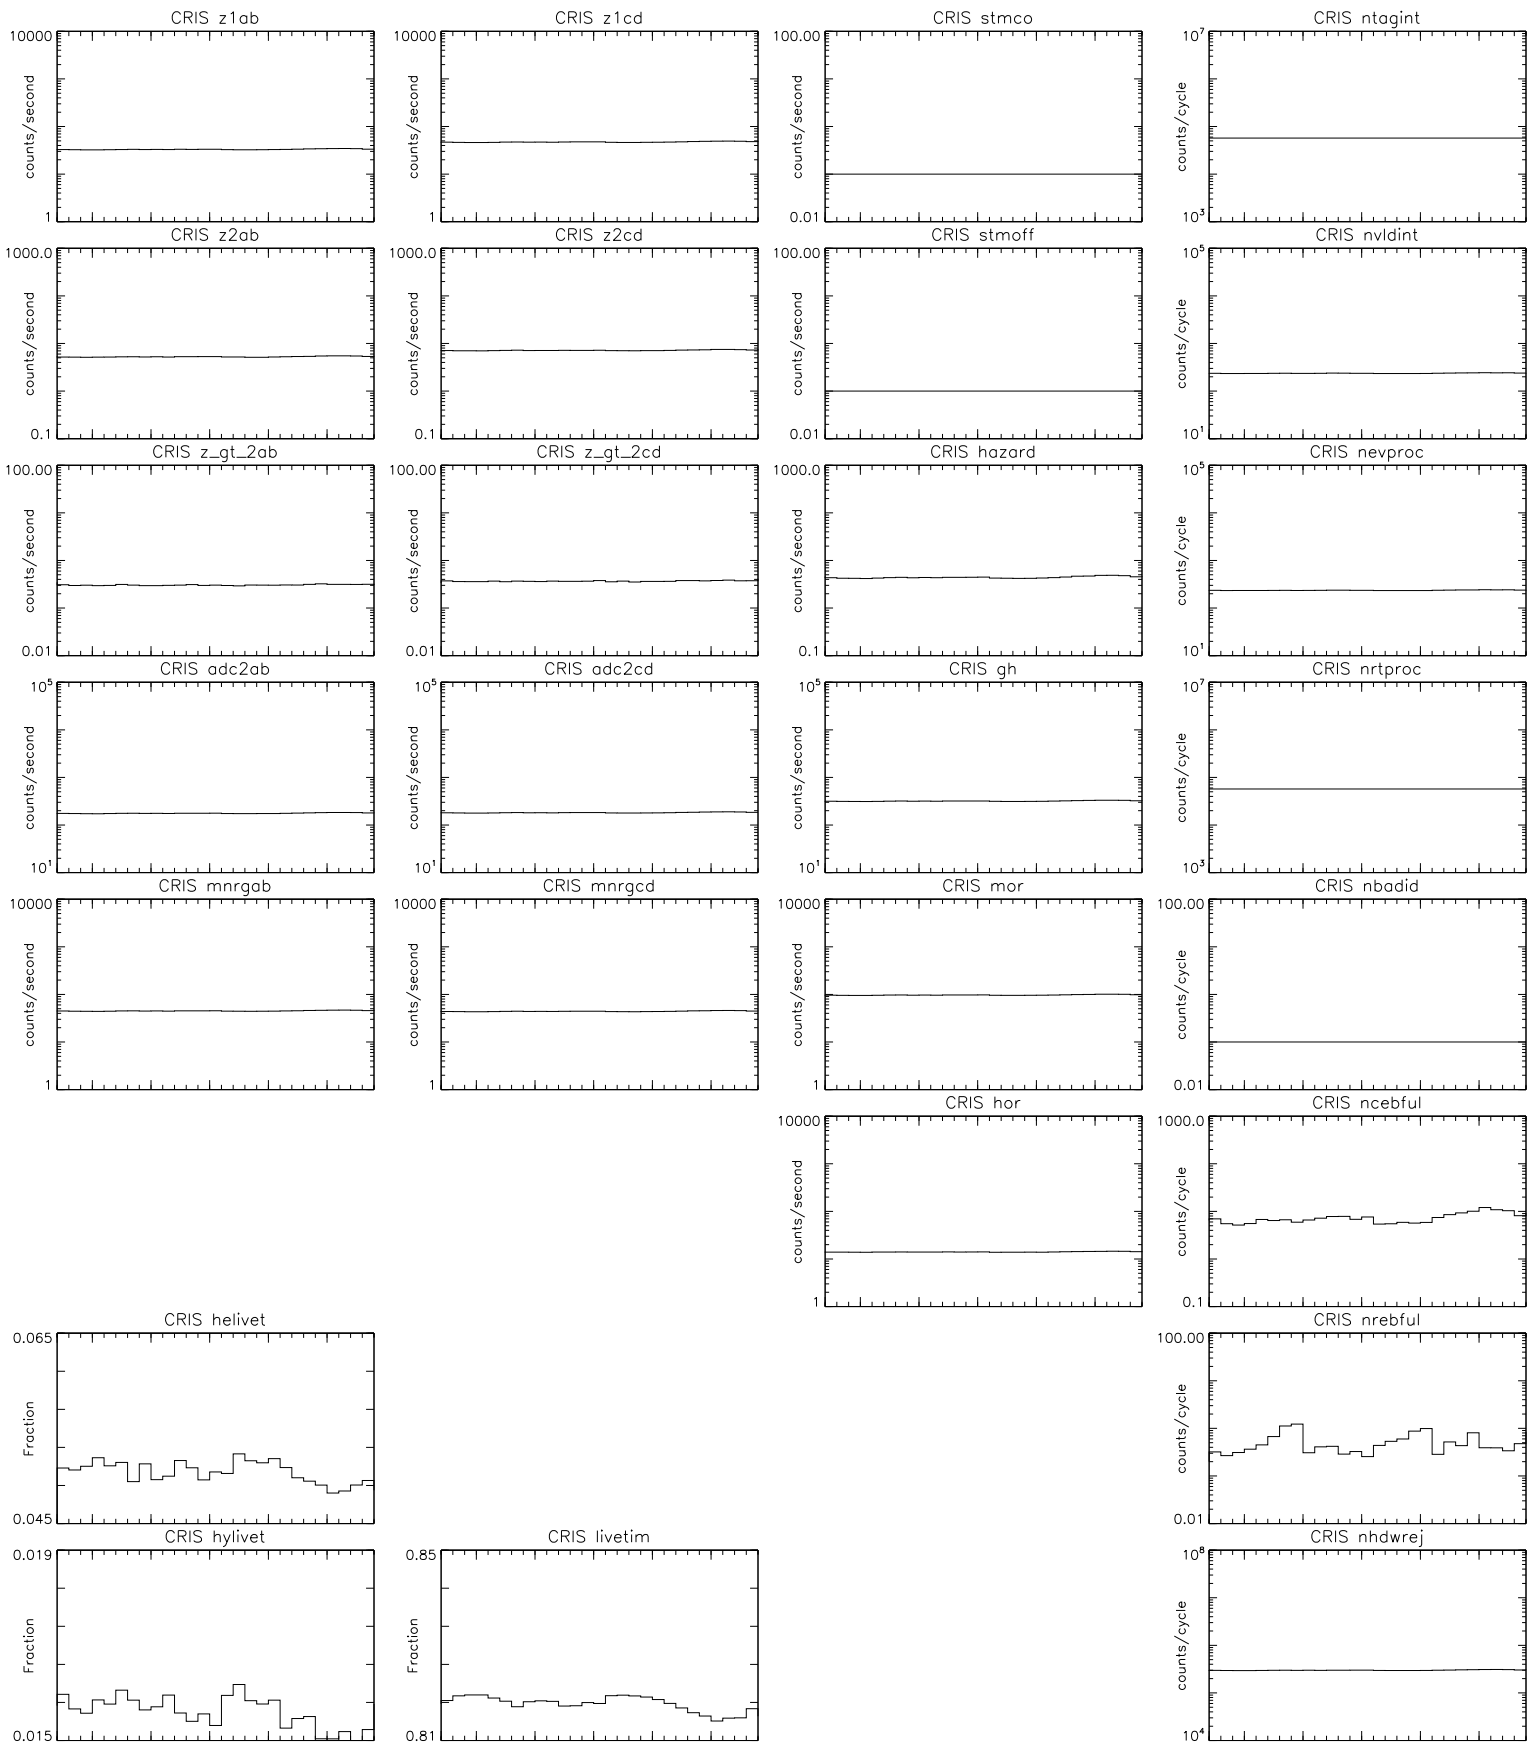 CRIS z1ab CRIS z1cd CRIS stmco CRIS ntagint
10000 10000 100.00 10^7
counts/second counts/second counts/second counts/cycle
1 1 0.01 10^3
CRIS z2ab CRIS z2cd CRIS stmoff CRIS nvldint
1000.0 1000.0 100.00 10^5
counts/second counts/second counts/second counts/cycle
0.1 0.1 0.01 10^1
CRIS z_gt_2ab CRIS z_gt_2cd CRIS hazard CRIS nevproc
100.00 100.00 1000.0 10^5
counts/second counts/second counts/second counts/cycle
0.01 0.01 0.1 10^1
CRIS adc2ab CRIS adc2cd CRIS gh CRIS nrtproc
10^5 10^5 10^5 10^7
counts/second counts/second counts/second counts/cycle
10^1 10^1 10^1 10^3
CRIS mnrgab CRIS mnrgcd CRIS mor CRIS nbadid
10000 10000 10000 100.00
counts/second counts/second counts/second counts/cycle
1 1 1 0.01
CRIS hor CRIS ncebful
10000 1000.0
counts/second counts/cycle
1 0.1
CRIS helivet CRIS nrebful
0.065 100.00
Fraction counts/cycle
0.045 0.01
CRIS hylivet CRIS livetim CRIS nhdwrej
0.019 0.85 10^8
Fraction Fraction counts/cycle
0.015 0.81 10^4